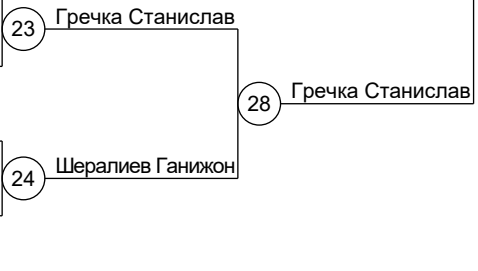 23 Гречка Станислав
28 Гречка Станислав
24 Шералиев Ганижон